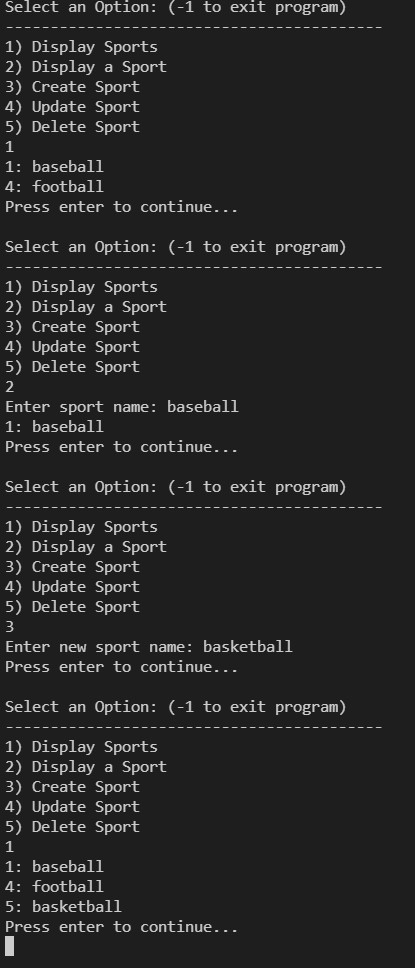 Select an Option: (-1 to exit program)
------------------------------------------
1) Display Sports
2) Display a Sport
3) Create Sport
4) Update Sport
5) Delete Sport
1
1: baseball
4: football
Press enter to continue...
Select an Option: (-1 to exit program)
------------------------------------------
1) Display Sports
2) Display a Sport
3) Create Sport
4) Update Sport
5) Delete Sport
2
Enter sport name: baseball
1: baseball
Press enter to continue...
Select an Option: (-1 to exit program)
------------------------------------------
1) Display Sports
2) Display a Sport
3) Create Sport
4) Update Sport
5) Delete Sport
3
Enter new sport name: basketball
Press enter to continue...
Select an Option: (-1 to exit program)
------------------------------------------
1) Display Sports
2) Display a Sport
3) Create Sport
4) Update Sport
5) Delete Sport
1
1: baseball
4: football
5: basketball
Press enter to continue...